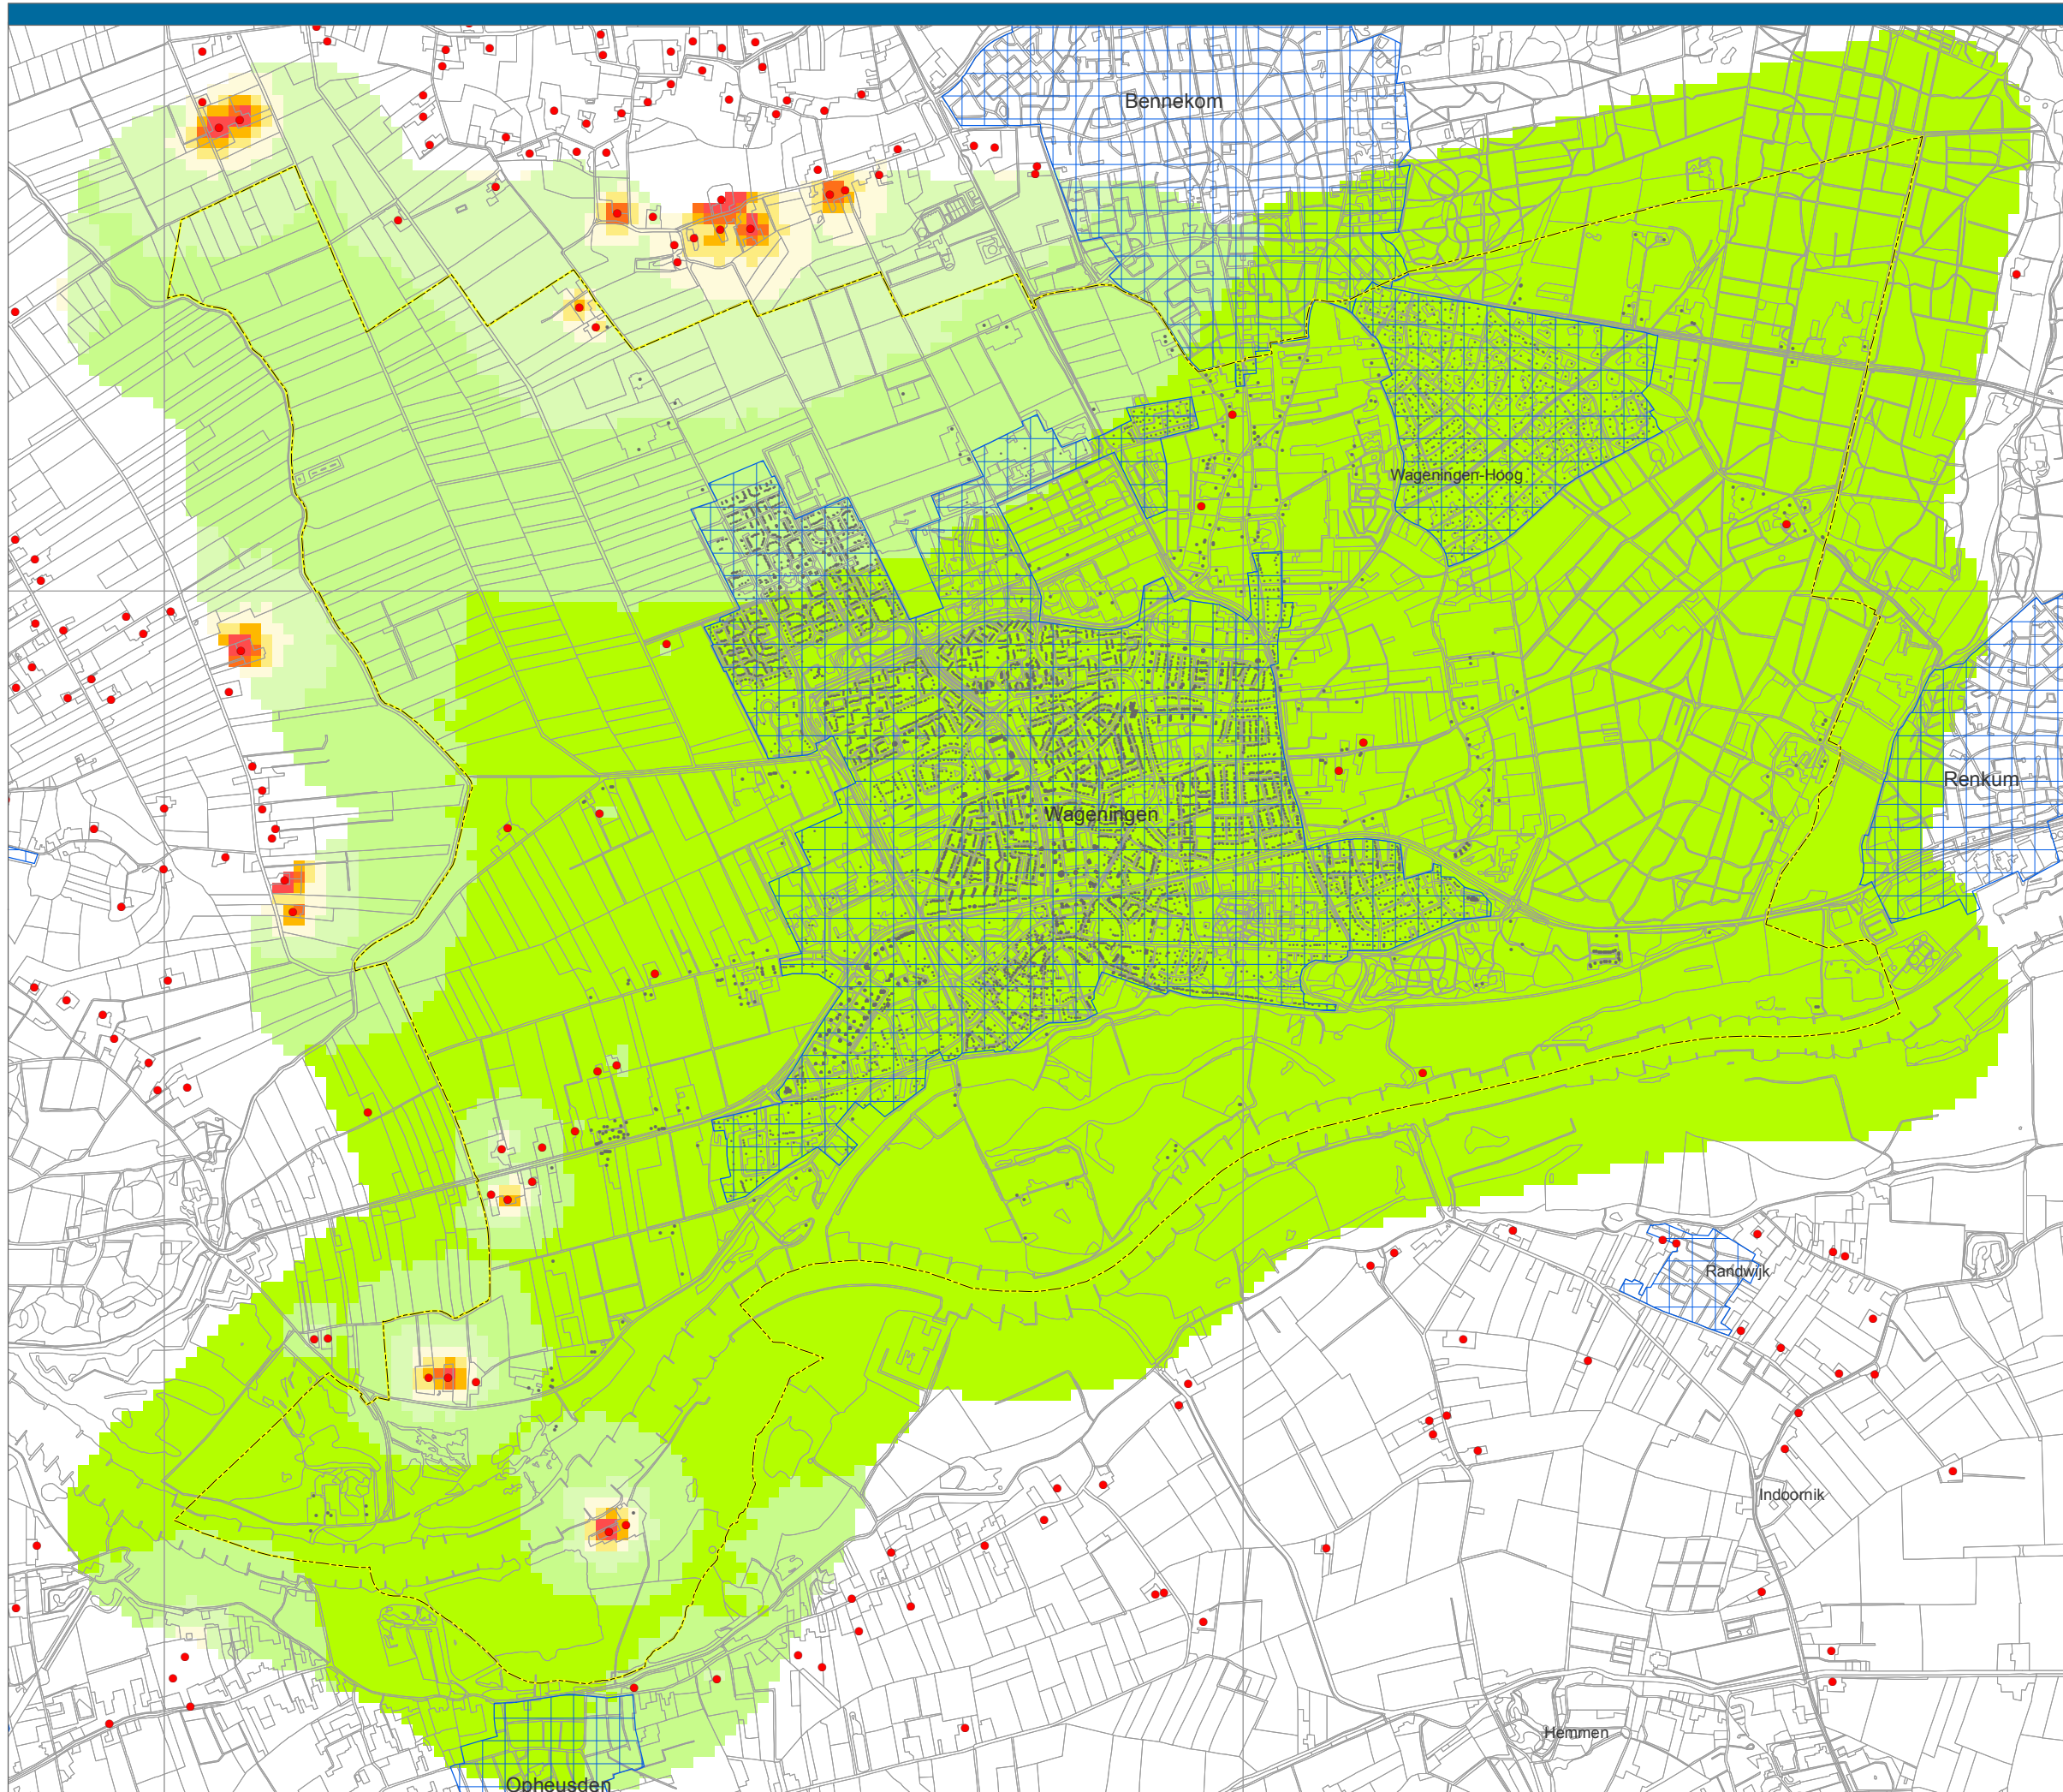 Bennekom
Wageningen-Hoog
Renkum
Wageningen
Randwijk
Indoornik
Hemmen
Opheusden